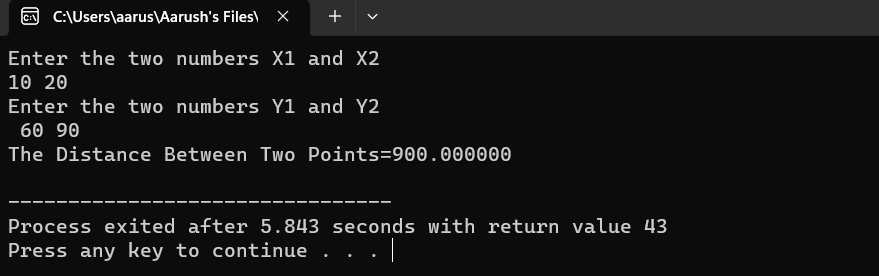 C:\Users\aarus\Aarush's Files\
Enter the two numbers X1 and X2
10 20
Enter the two numbers Y1 and Y2
 60 90
The Distance Between Two Points=900.000000
--------------------------------
Process exited after 5.843 seconds with return value 43
Press any key to continue . . .